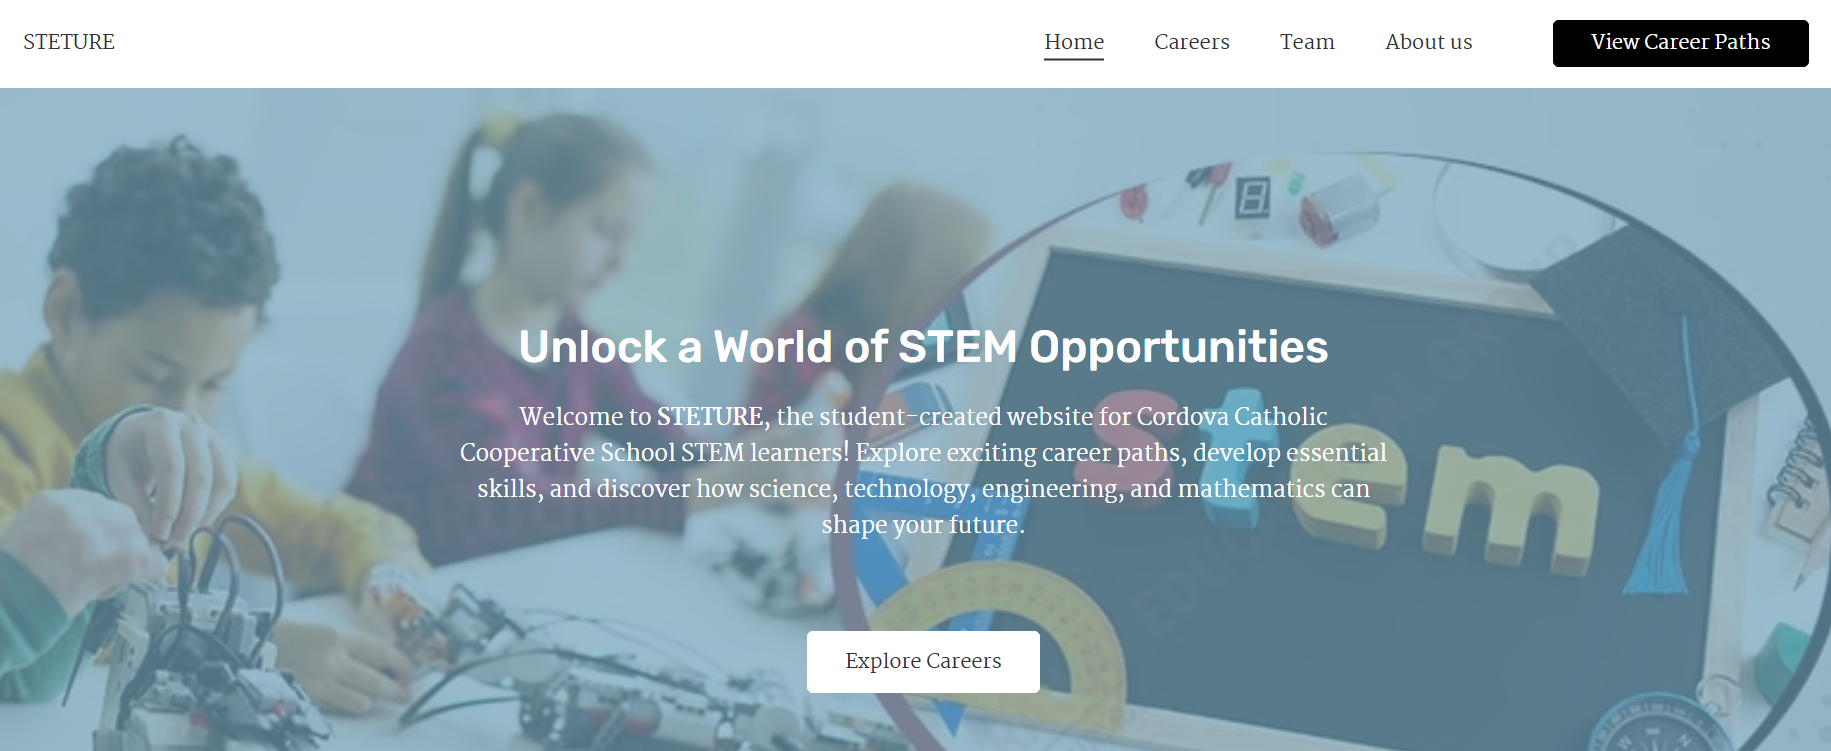 STETURE
Home Careers Team About us View Career Paths
Unlock a World of STEM Opportunities
Welcome to STETURE, the student-created website for Cordova Catholic
Cooperative School STEM learners! Explore exciting career paths, develop essential
skills, and discover how science, technology, engineering, and mathematics can
shape your future.
stem
Explore Careers